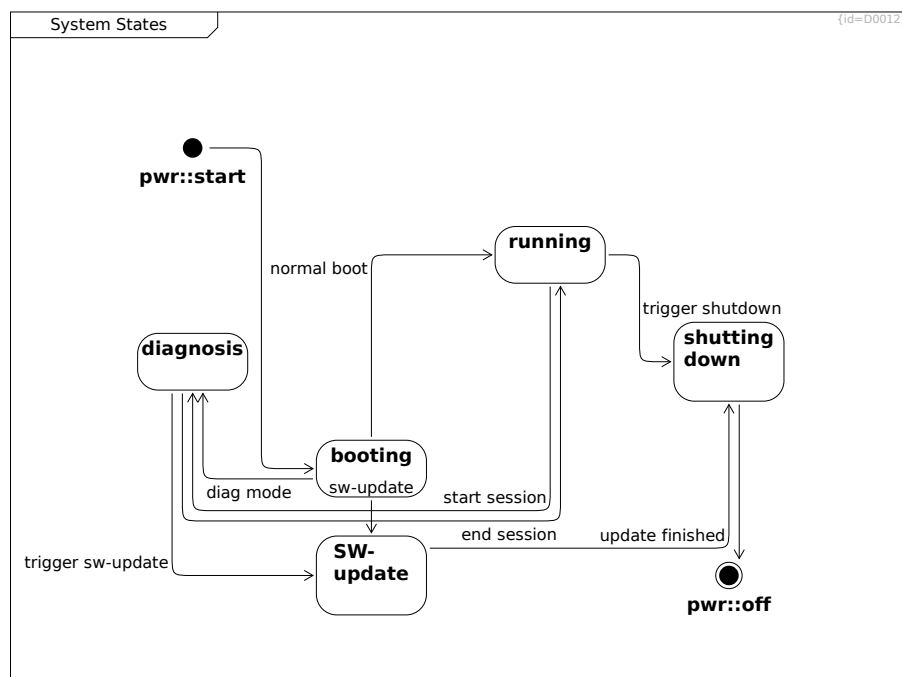 System States
{id=D0012
pwr::start
running
normal boot
trigger shutdown
shutting
down
diagnosis
booting
sw-update
diag mode
start session
end session
update finished
SW-
update
trigger sw-update
pwr::off